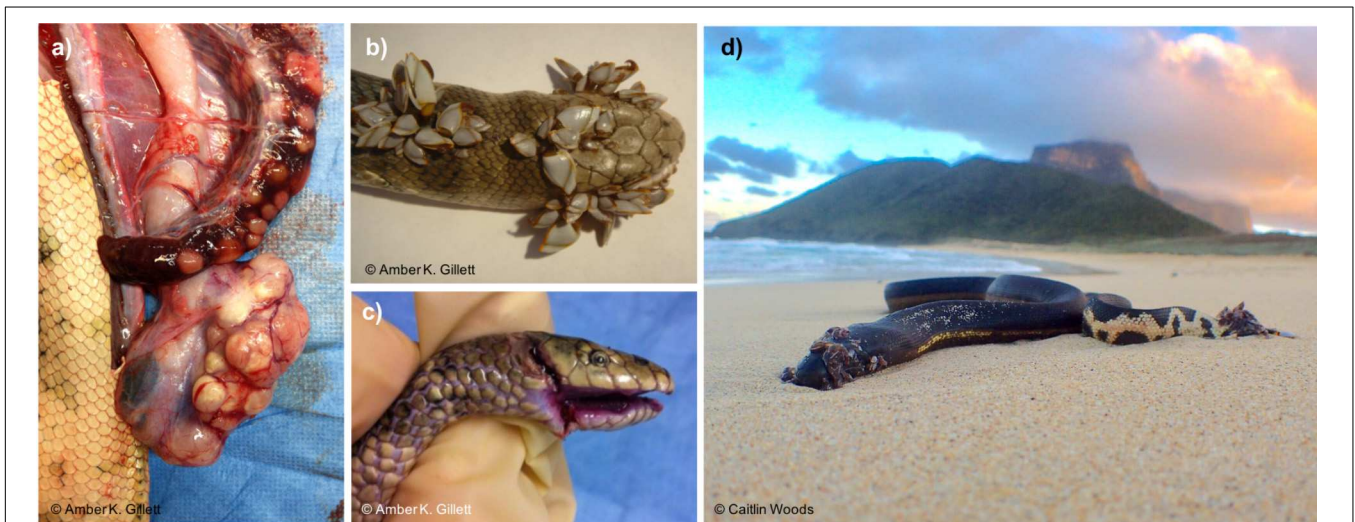 a)
© Amber K. Gillett
b)
© Amber K. Gillett
c)
© Amber K. Gillett
d)
© Caitlin Woods